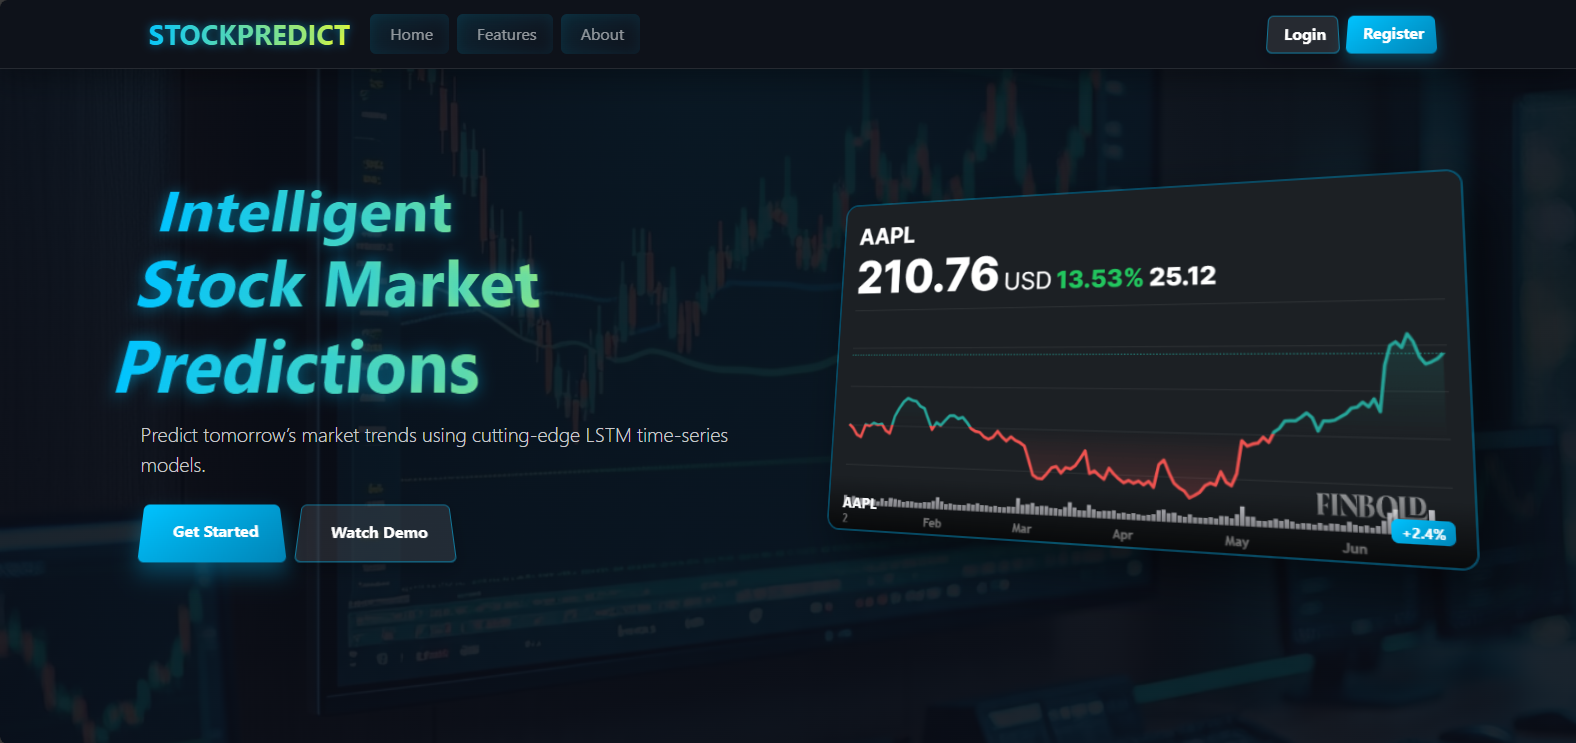 STOCKPREDICT
Home
Features
About
Login
Register
Intelligent
Stock Market
Predictions
Predict tomorrow's market trends using cutting-edge LSTM time-series
models.
Get Started
Watch Demo
AAPL
210.76 USD 13.53% 25.12
FINBOLD
AAPL
+2.4%
2
Feb
Mar
Apr
May
Jun